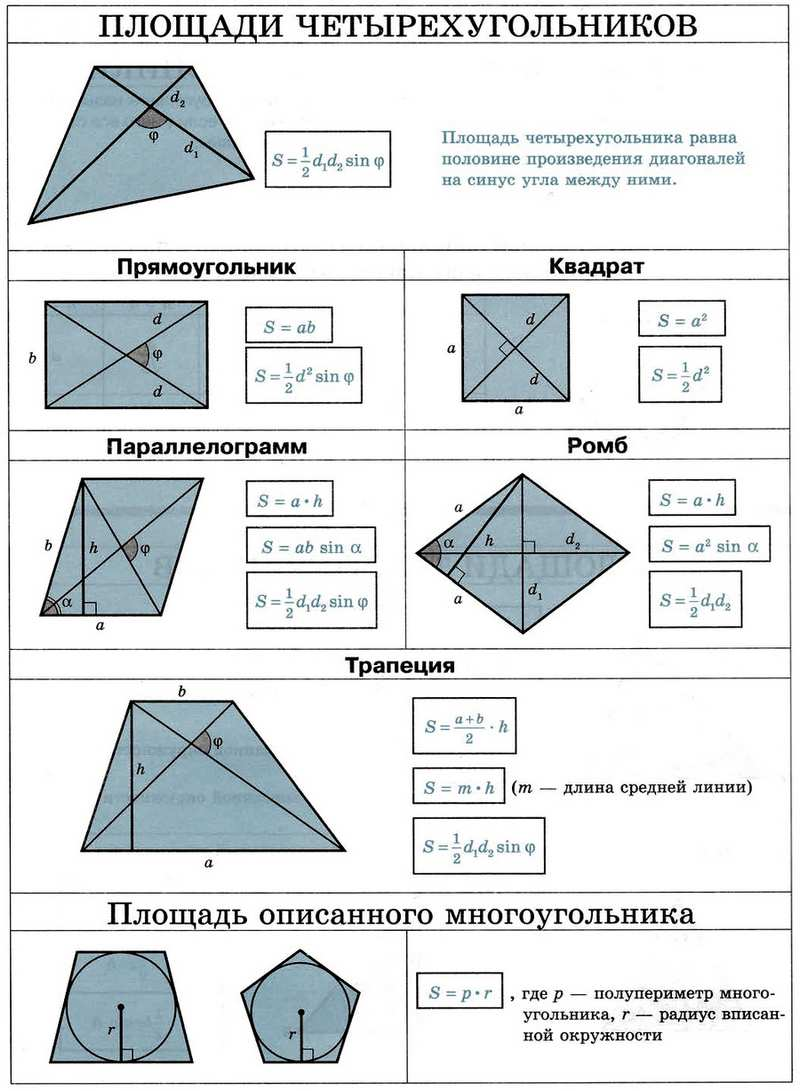 ПЛОЩАДИ ЧЕТЫРЕХУГОЛЬНИКОВ
d₂
φ
d₁
S = 1/2 d₁d₂ sin φ
Площадь четырехугольника равна
половине произведения диагоналей
на синус угла между ними.
Прямоугольник
d
b
φ
d
S = ab
S = 1/2 d² sin φ
Квадрат
d
a
d
a
S = a²
S = 1/2 d²
Параллелограмм
b
h
φ
α
a
S = a · h
S = ab sin α
S = 1/2 d₁d₂ sin φ
Ромб
a
α
h
d₂
a
d₁
S = a · h
S = a² sin α
S = 1/2 d₁d₂
Трапеция
b
φ
h
a
S = a + b/2 · h
S = m · h (m — длина средней линии)
S = 1/2 d₁d₂ sin φ
Площадь описанного многоугольника
r
r
S = p · r , где p — полупериметр много-
угольника, r — радиус вписан-
ной окружности